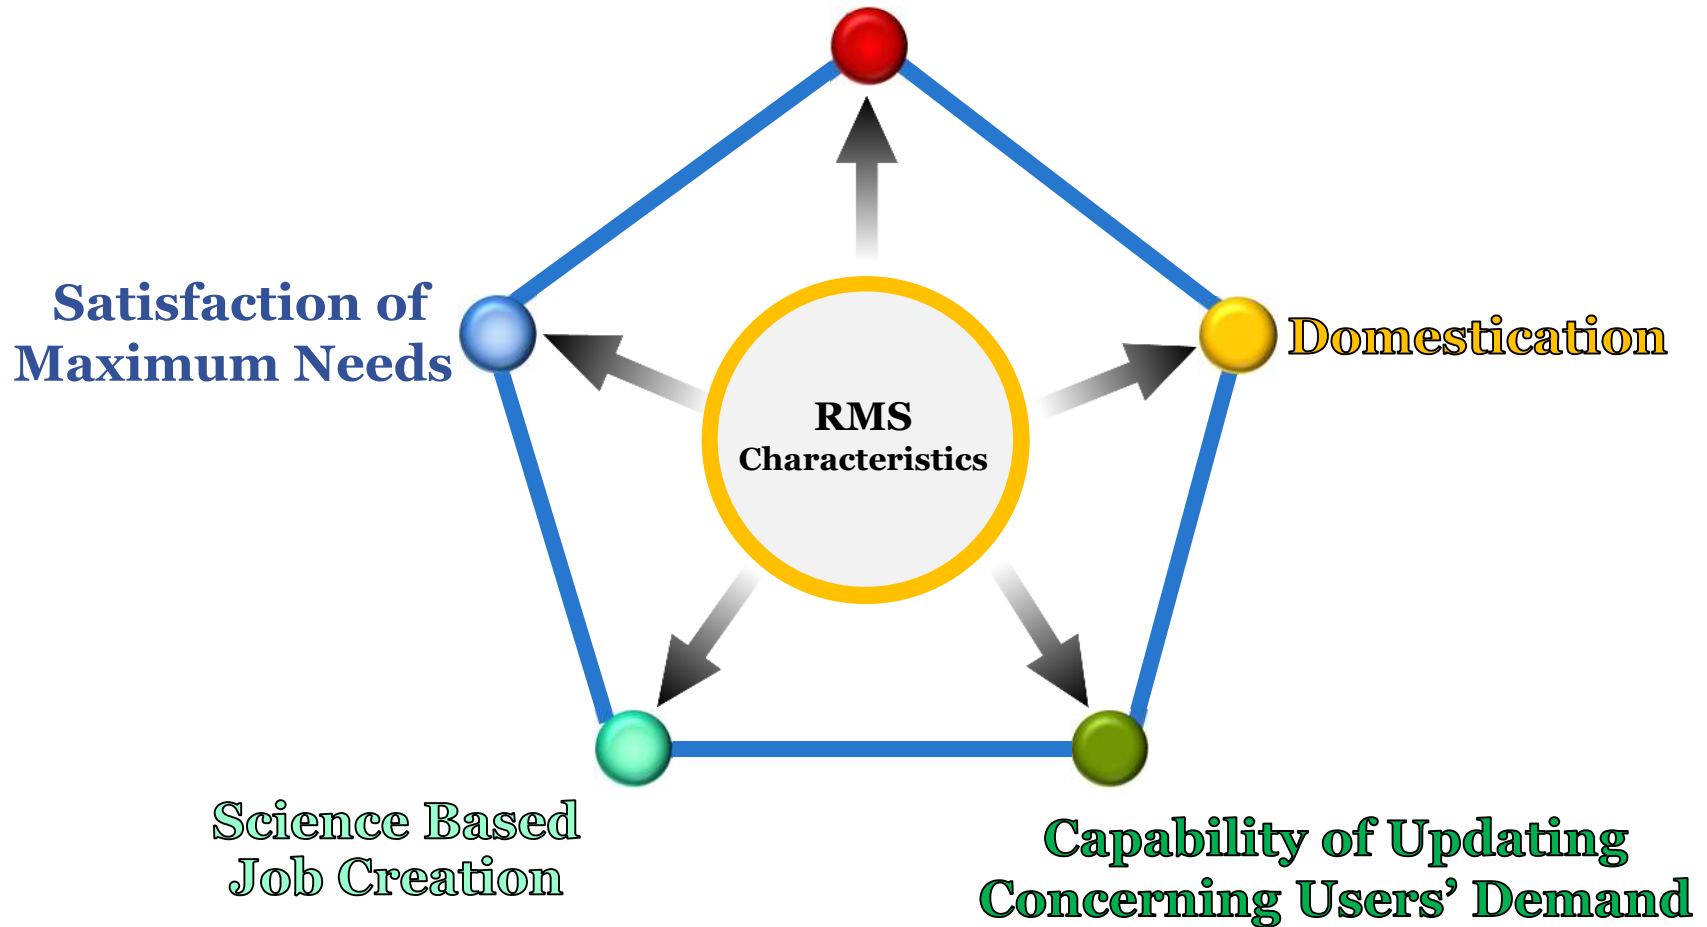 Satisfaction of
Maximum Needs
Domestication
RMS
Characteristics
Science Based
Job Creation
Capability of Updating
Concerning Users’ Demand